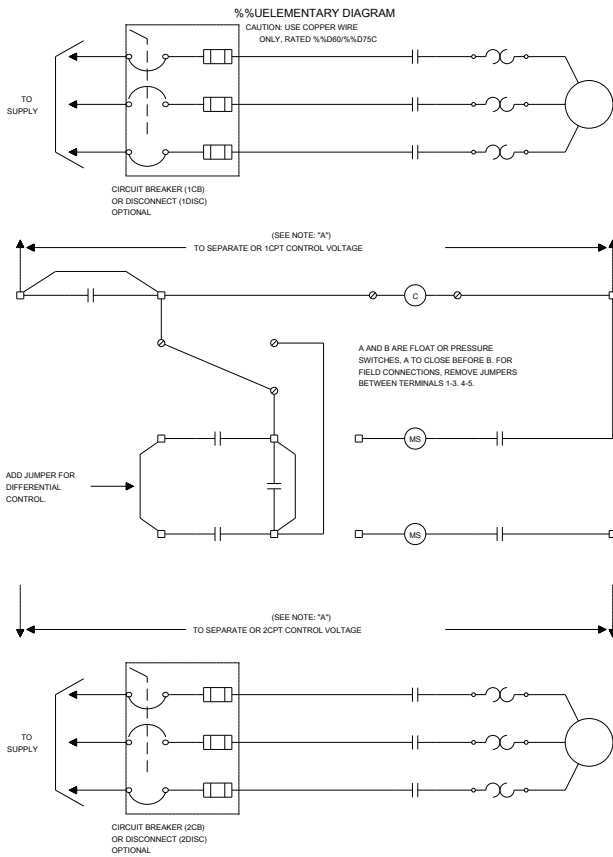 %%UELEMENTARY DIAGRAM
CAUTION: USE COPPER WIRE
ONLY, RATED %%D60/%%D75C
TO
SUPPLY
CIRCUIT BREAKER (1CB)
OR DISCONNECT (1DISC)
OPTIONAL
(SEE NOTE: "A")
TO SEPARATE OR 1CPT CONTROL VOLTAGE
C
A AND B ARE FLOAT OR PRESSURE
SWITCHES, A TO CLOSE BEFORE B. FOR
FIELD CONNECTIONS, REMOVE JUMPERS
BETWEEN TERMINALS 1-3. 4-5.
MS
ADD JUMPER FOR
DIFFERENTIAL
CONTROL.
MS
(SEE NOTE: "A")
TO SEPARATE OR 2CPT CONTROL VOLTAGE
TO
SUPPLY
CIRCUIT BREAKER (2CB)
OR DISCONNECT (2DISC)
OPTIONAL